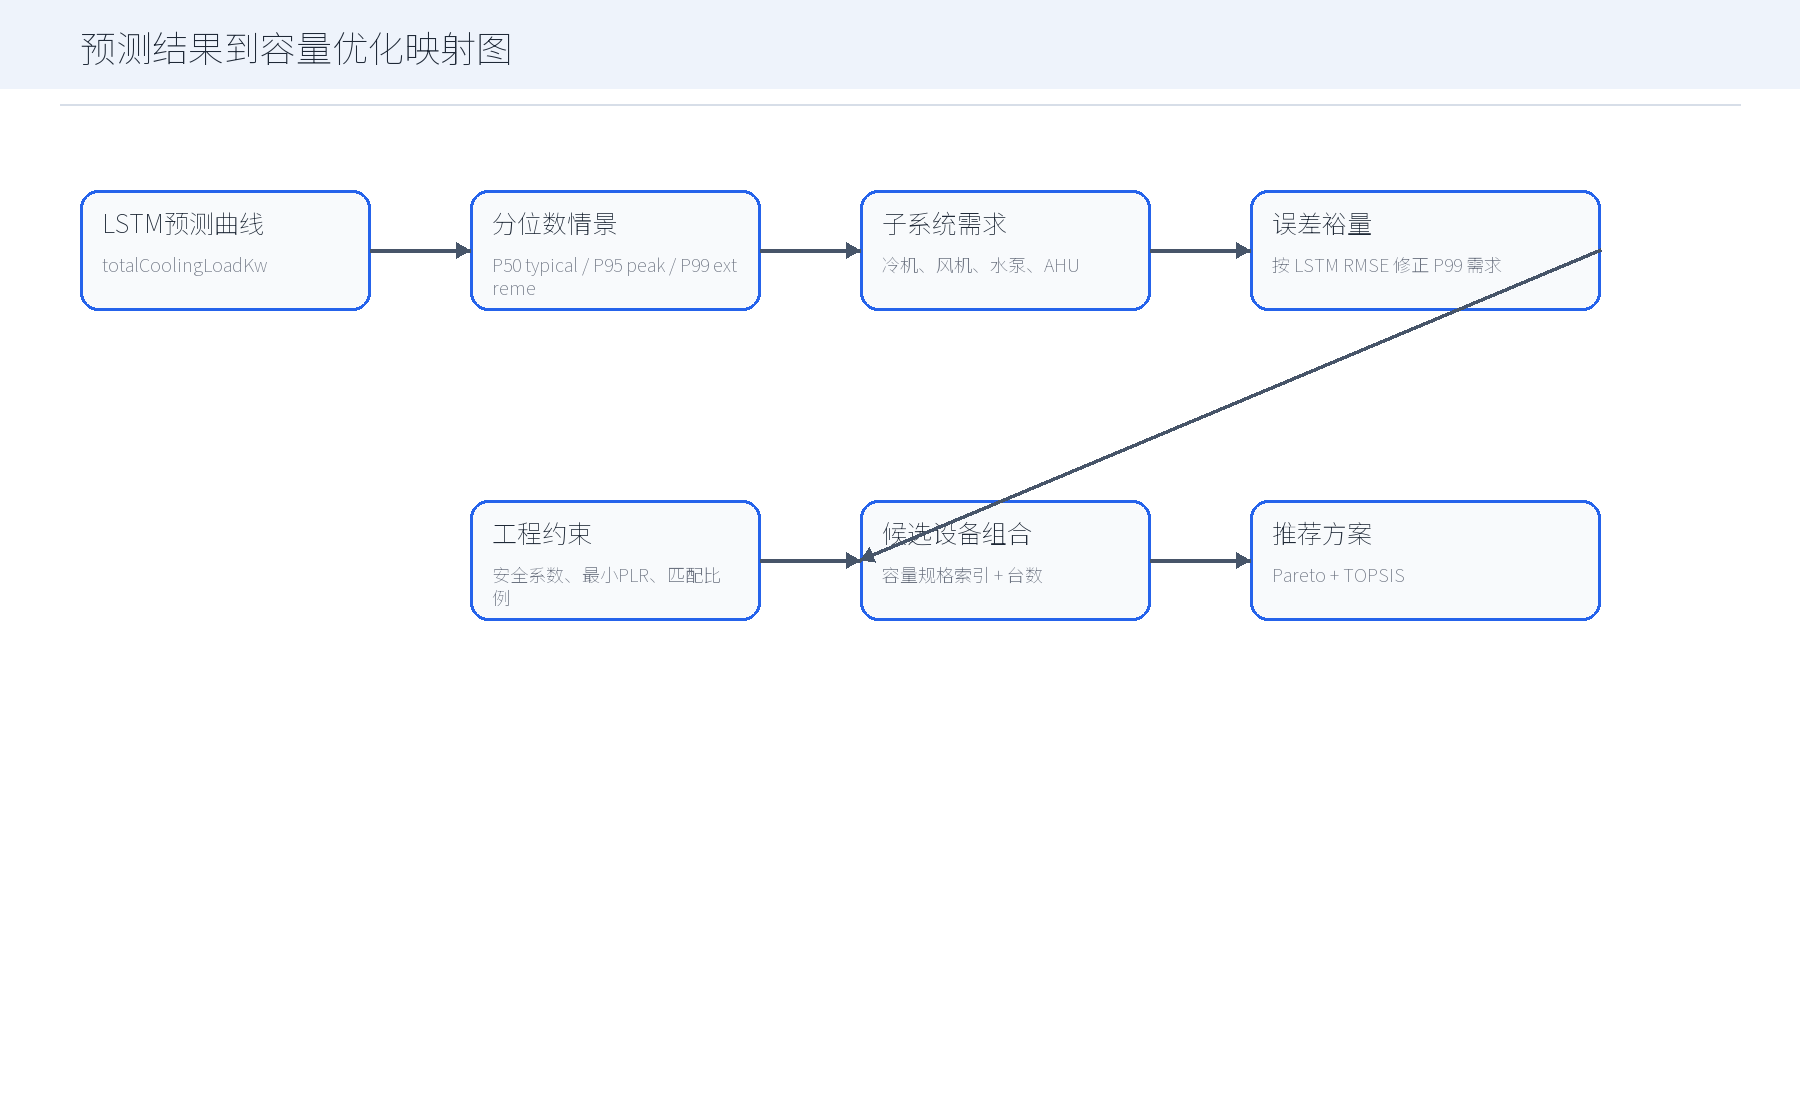 预测结果到容量优化映射图
LSTM预测曲线
totalCoolingLoadKw
分位数情景
P50 typical / P95 peak / P99 ext
reme
子系统需求
冷机、风机、水泵、AHU
误差裕量
按 LSTM RMSE 修正 P99 需求
工程约束
安全系数、最小PLR、匹配比
例
候选设备组合
容量规格索引 + 台数
推荐方案
Pareto + TOPSIS